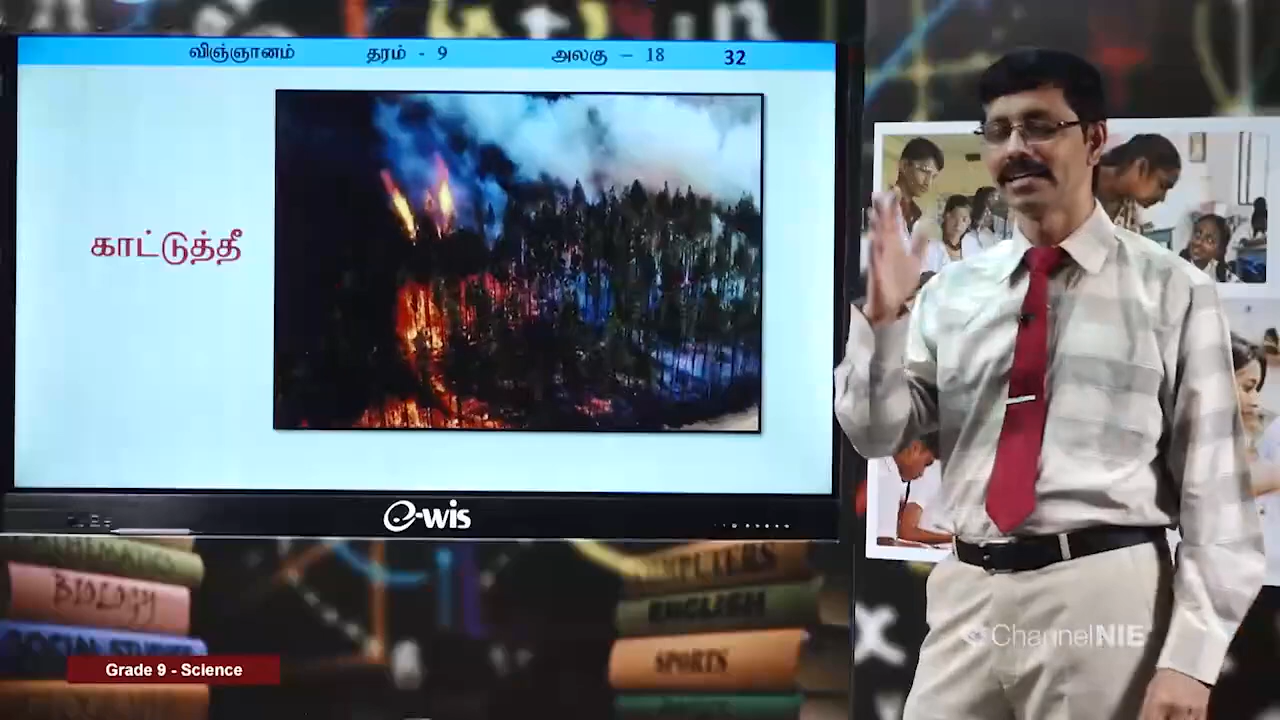 விஞ்ஞானம் தரம் - 9 அலகு - 18 32
காட்டுத்தீ
e-wis
BIOLOGY
SOCIAL STUDIES
COMPUTERS
ENGLISH
SPORTS
Grade 9 - Science
ChannelNIE